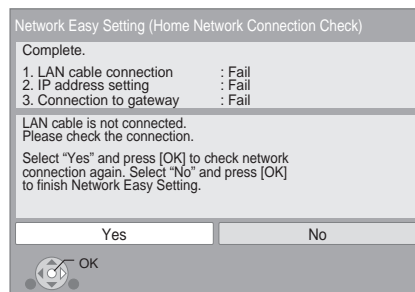 Network Easy Setting (Home Network Connection Check)
Complete.
1. LAN cable connection : Fail
2. IP address setting : Fail
3. Connection to gateway : Fail
LAN cable is not connected.
Please check the connection.
Select “Yes” and press [OK] to check network
connection again. Select “No” and press [OK]
to finish Network Easy Setting.
Yes No
OK